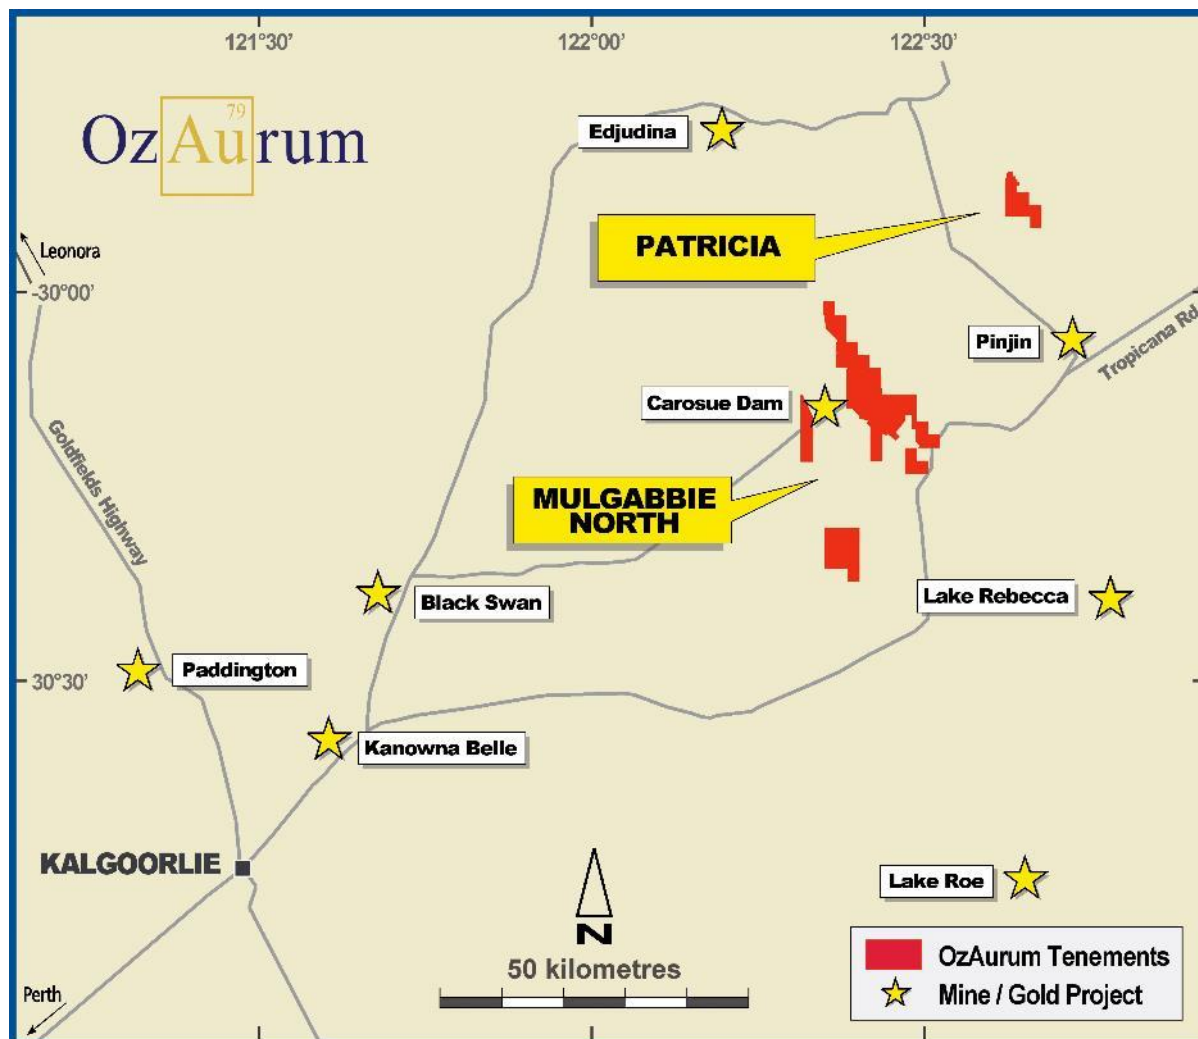 121°30’
122°00’
122°30’
79
OzAurum
Edjudina
PATRICIA
Leonora
-30°00’
Pinjin
Tropicana Rd
Carosue Dam
Goldfields Highway
MULGABBIE
NORTH
Black Swan
Lake Rebecca
Paddington
30°30’
Kanowna Belle
KALGOORLIE
Lake Roe
N
50 kilometres
OzAurum Tenements
Mine / Gold Project
Perth